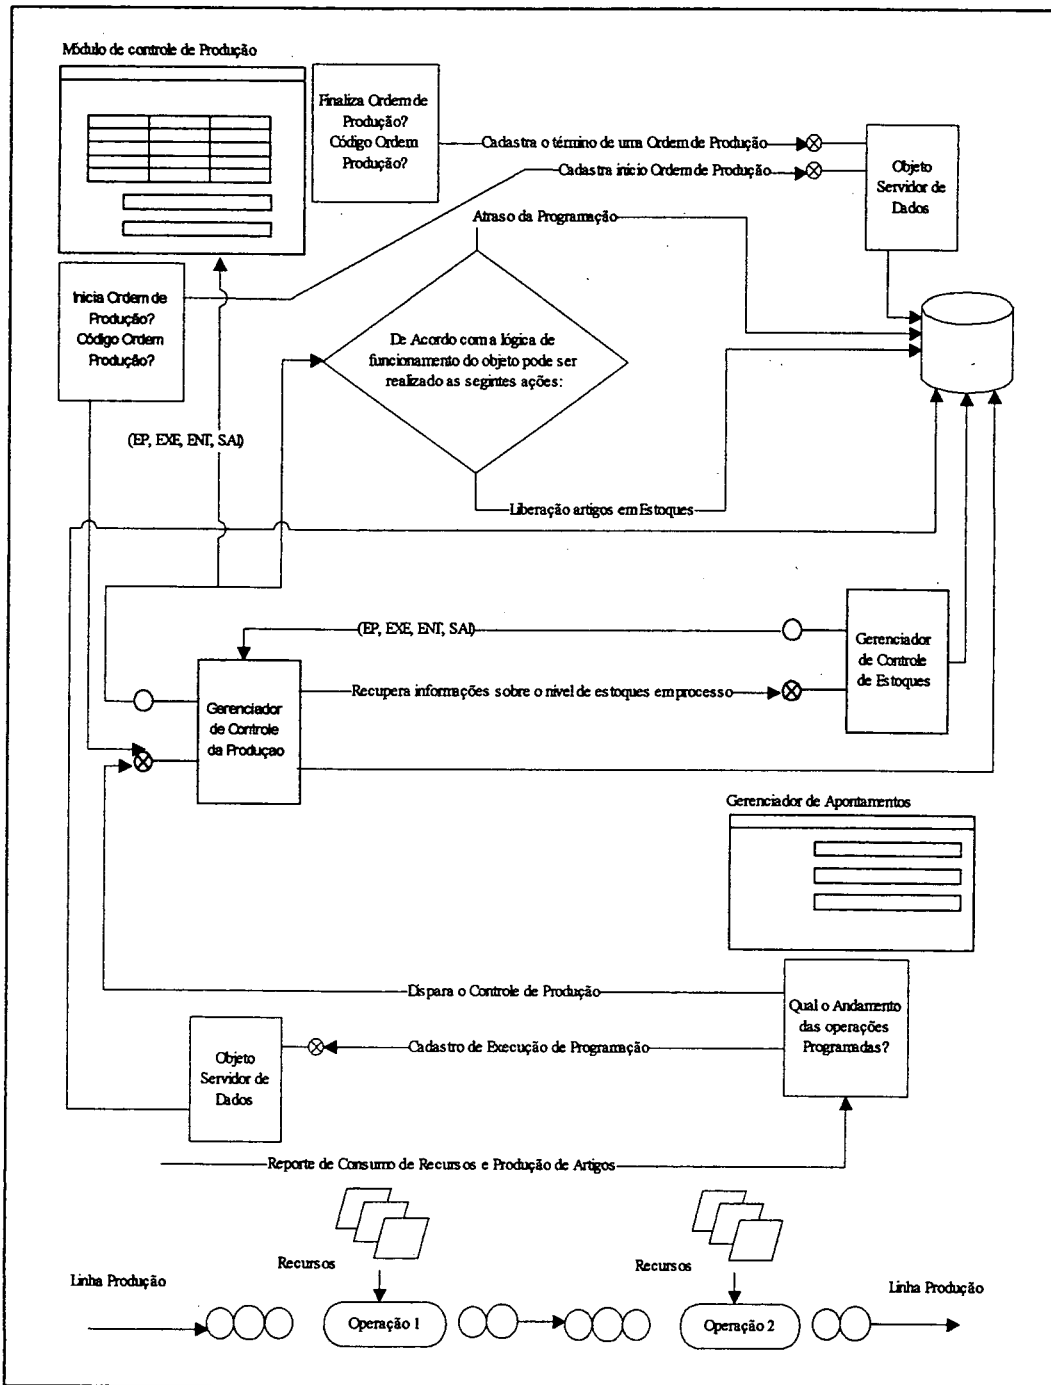 Módulo de controle de Produção
Finaliza Ordem de
Produção?
Código Ordem
Produção?
Cadastra o término de uma Ordem de Produção
Cadastra inicio Ordem de Produção
Objeto
Servidor de
Dados
Atraso da Programação
Inicia Ordem de
Produção?
Código Ordem
Produção?
De Acordo com a lógica de
funcionamento do objeto pode ser
realizado as segintes ações:
(EP, EXE, ENT, SAI)
Liberação artigos em Estoques
(EP, EXE, ENT, SAI)
Gerenciador
de Controle
de Estoques
Recupera informações sobre o nível de estoques em processo
Gerenciador
de Controle
da Produçao
Gerenciador de Apontamentos
Dispara o Controle de Produção
Qual o Andamento
das operações
Programadas?
Cadastro de Execução de Programação
Objeto
Servidor de
Dados
Reporte de Consumo de Recursos e Produção de Artigos
Recursos
Recursos
Linha Produção
Linha Produção
Operação 1
Operação 2